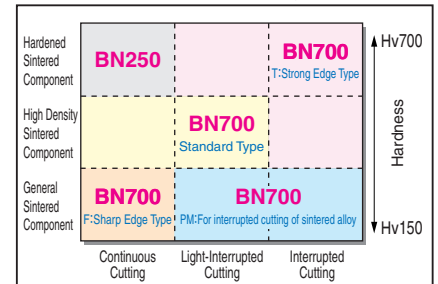 Hardened
Sintered
Component
BN250
BN700
T:Strong Edge Type
Hv700
High Density
Sintered
Component
BN700
Standard Type
Hardness
General
Sintered
Component
BN700
F:Sharp Edge Type
BN700
PM:For interrupted cutting of sintered alloy
Hv150
Continuous
Cutting
Light-Interrupted
Cutting
Interrupted
Cutting